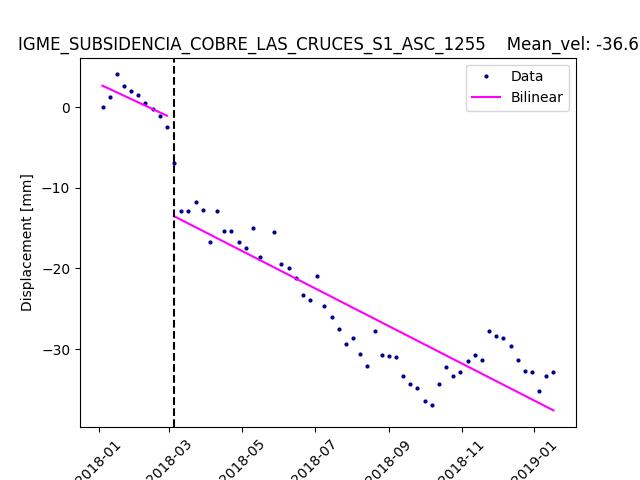 IGME_SUBSIDENCIA_COBRE_LAS_CRUCES_S1_ASC_1255 Mean_vel: -36.6
Data
Bilinear
Displacement [mm]
0
−10
−20
−30
2018-01
2018-03
2018-05
2018-07
2018-09
2018-11
2019-01